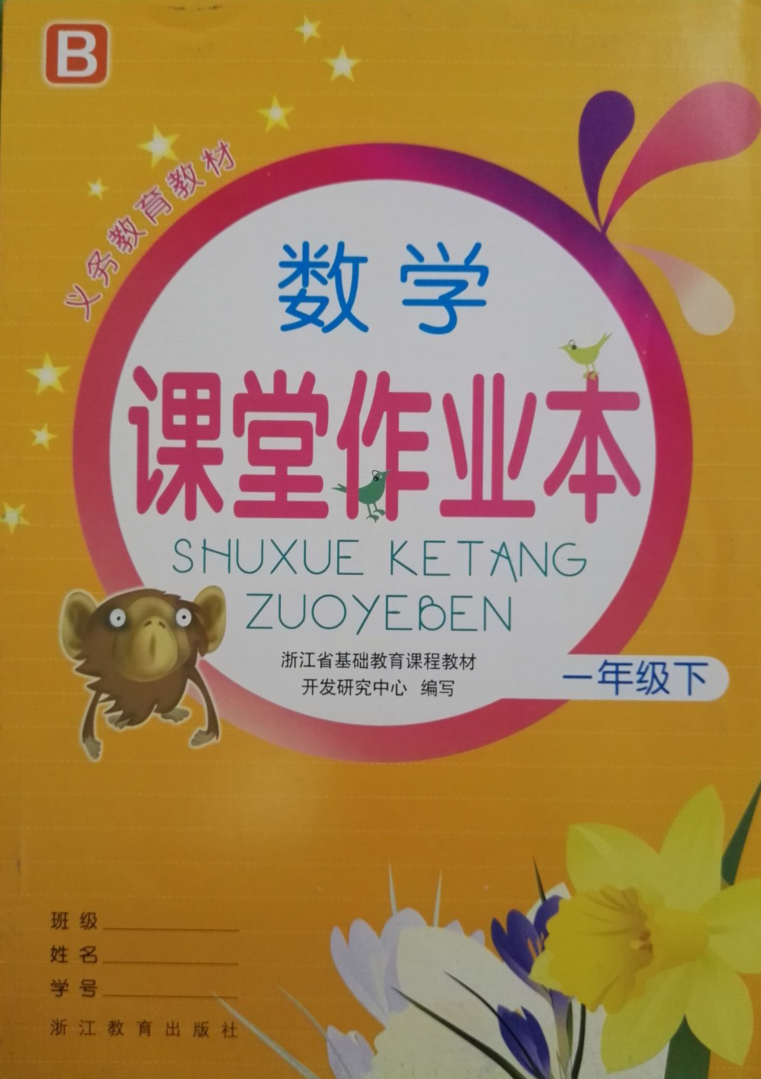 B
义务教育教材
数学
课堂作业本
SHUXUE KETANG
ZUOYEBEN
浙江省基础教育课程教材
开发研究中心 编写
一年级下
班级
姓名
学号
浙江教育出版社